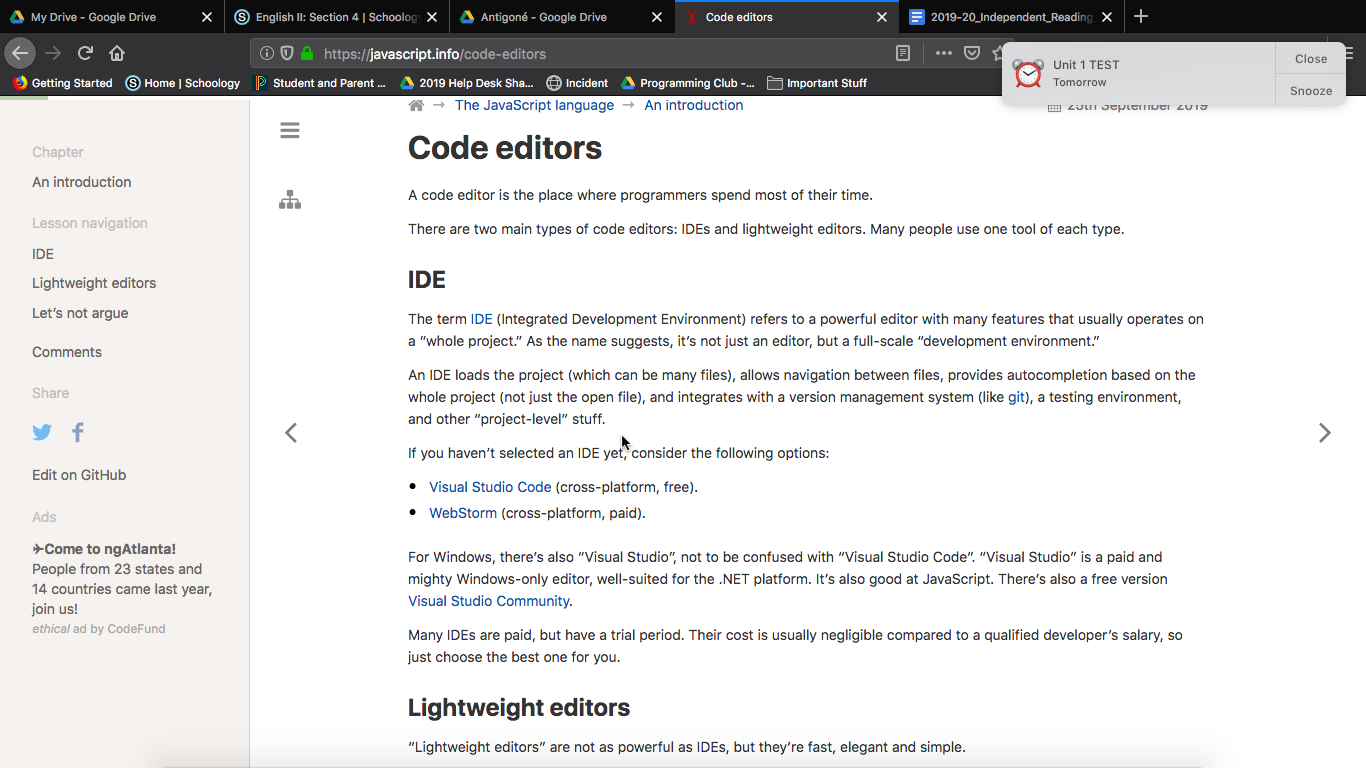 My Drive - Google Drive
English II: Section 4 | Schoology
Antigoné - Google Drive
Code editors
2019-20_Independent_Reading
https://javascript.info/code-editors
Getting Started
Home | Schoology
Student and Parent ...
2019 Help Desk Sha...
Incident
Programming Club -...
Important Stuff
Unit 1 TEST
Tomorrow
Close
Snooze
The JavaScript language → An introduction
25th September 2019
Chapter
An introduction
Lesson navigation
IDE
Lightweight editors
Let's not argue
Comments
Share
Edit on GitHub
Ads
✈Come to ngAtlanta!
People from 23 states and
14 countries came last year,
join us!
ethical ad by CodeFund
Code editors
A code editor is the place where programmers spend most of their time.
There are two main types of code editors: IDEs and lightweight editors. Many people use one tool of each type.
IDE
The term IDE (Integrated Development Environment) refers to a powerful editor with many features that usually operates on
a “whole project.” As the name suggests, it’s not just an editor, but a full-scale “development environment.”
An IDE loads the project (which can be many files), allows navigation between files, provides autocompletion based on the
whole project (not just the open file), and integrates with a version management system (like git), a testing environment,
and other “project-level” stuff.
If you haven’t selected an IDE yet, consider the following options:
• Visual Studio Code (cross-platform, free).
• WebStorm (cross-platform, paid).
For Windows, there’s also “Visual Studio”, not to be confused with “Visual Studio Code”. “Visual Studio” is a paid and
mighty Windows-only editor, well-suited for the .NET platform. It’s also good at JavaScript. There’s also a free version
Visual Studio Community.
Many IDEs are paid, but have a trial period. Their cost is usually negligible compared to a qualified developer’s salary, so
just choose the best one for you.
Lightweight editors
“Lightweight editors” are not as powerful as IDEs, but they’re fast, elegant and simple.